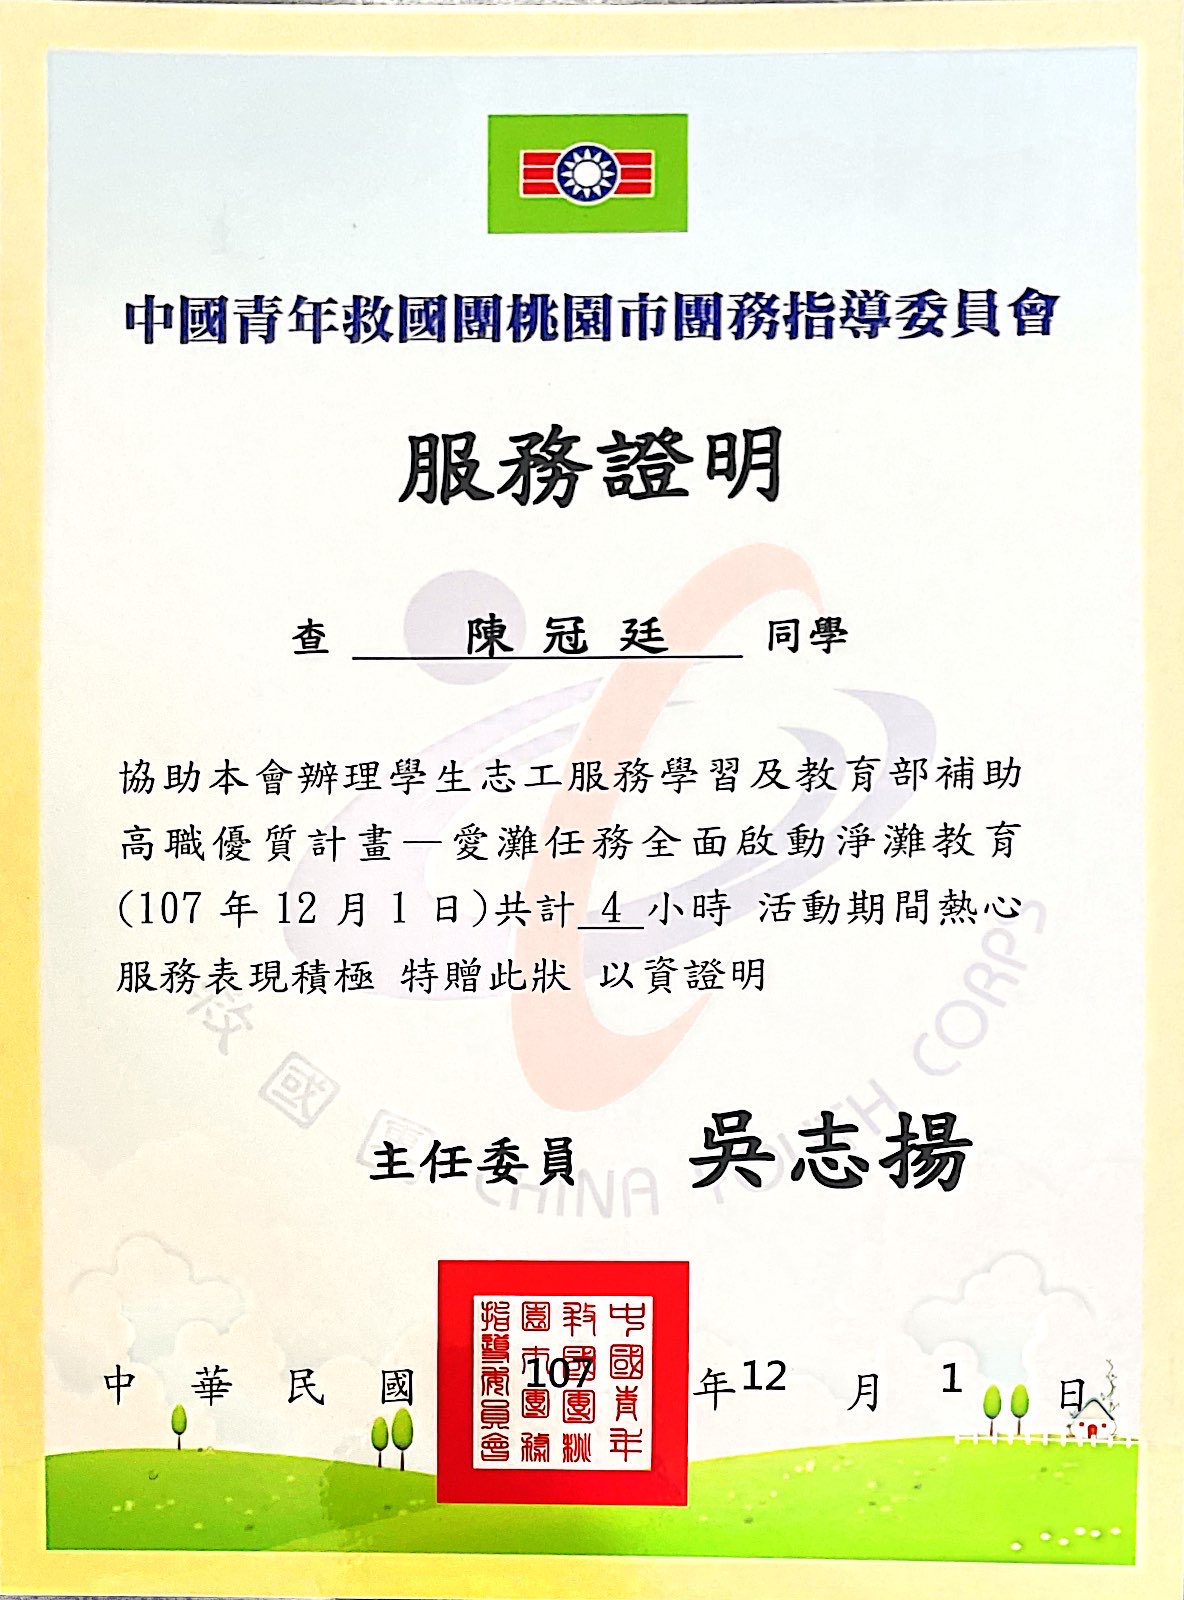 中國青年救國團桃園市團務指導委員會
服務證明
查 陳冠廷 同學
協助本會辦理學生志工服務學習及教育部補助
高職優質計畫—愛灘任務全面啟動淨灘教育
(107 年 12 月 1 日)共計 4 小時 活動期間熱心
服務表現積極 特贈此狀 以資證明
救國團 CHINA YOUTH CORPS
主任委員 吳志揚
中國青年
救國團桃
園市團務
指導委員會
中華民國 107 年 12 月 1 日